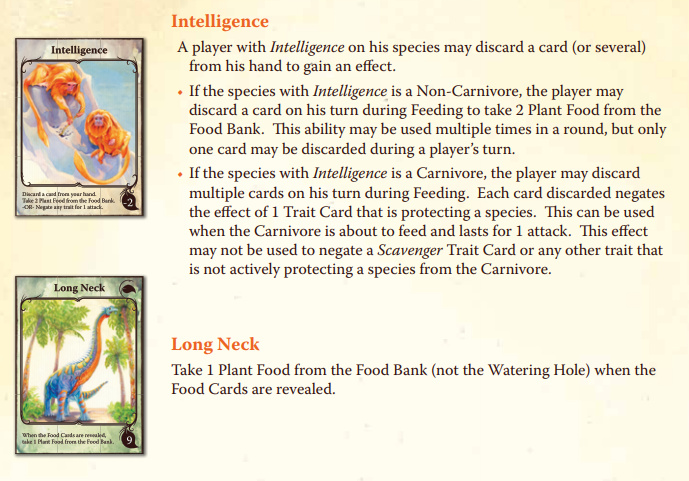 Intelligence
A player with Intelligence on his species may discard a card (or several)
from his hand to gain an effect.
• If the species with Intelligence is a Non-Carnivore, the player may
discard a card on his turn during Feeding to take 2 Plant Food from the
Food Bank. This ability may be used multiple times in a round, but only
one card may be discarded during a player's turn.
• If the species with Intelligence is a Carnivore, the player may discard
multiple cards on his turn during Feeding. Each card discarded negates
the effect of 1 Trait Card that is protecting a species. This can be used
when the Carnivore is about to feed and lasts for 1 attack. This effect
may not be used to negate a Scavenger Trait Card or any other trait that
is not actively protecting a species from the Carnivore.
Intelligence
Discard a card from your hand.
Take 2 Plant Food from the Food Bank.
-OR- Negate any trait for 1 attack.
-2
Long Neck
Take 1 Plant Food from the Food Bank (not the Watering Hole) when the
Food Cards are revealed.
Long Neck
When the Food Cards are revealed,
take 1 Plant Food from the Food Bank.
9